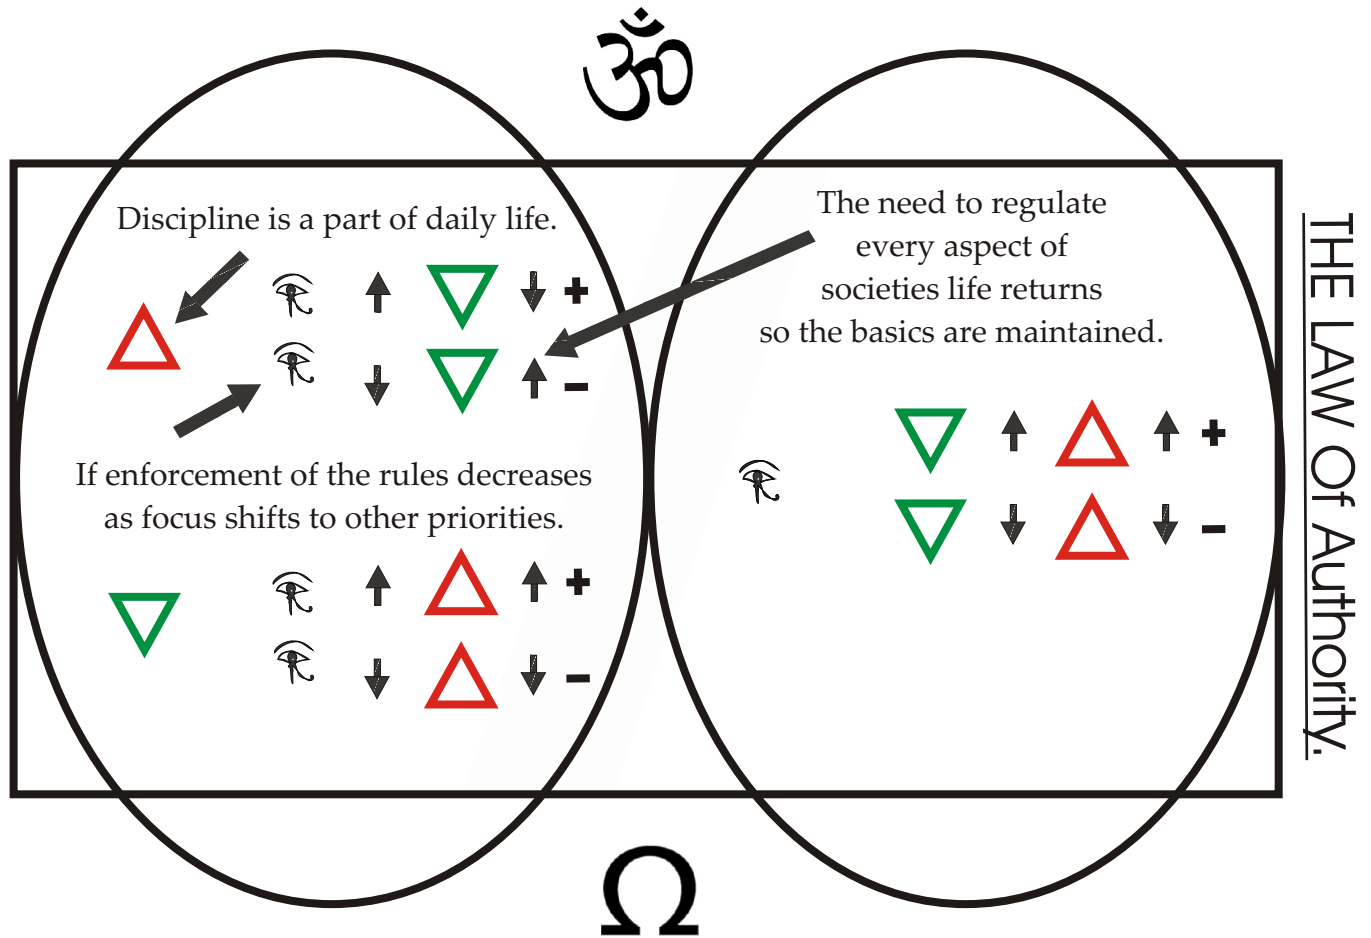 ॐ
Discipline is a part of daily life.
The need to regulate
every aspect of
societies life returns
so the basics are maintained.
+
−
+
−
If enforcement of the rules decreases
as focus shifts to other priorities.
+
−
Ω
THE LAW Of Authority.